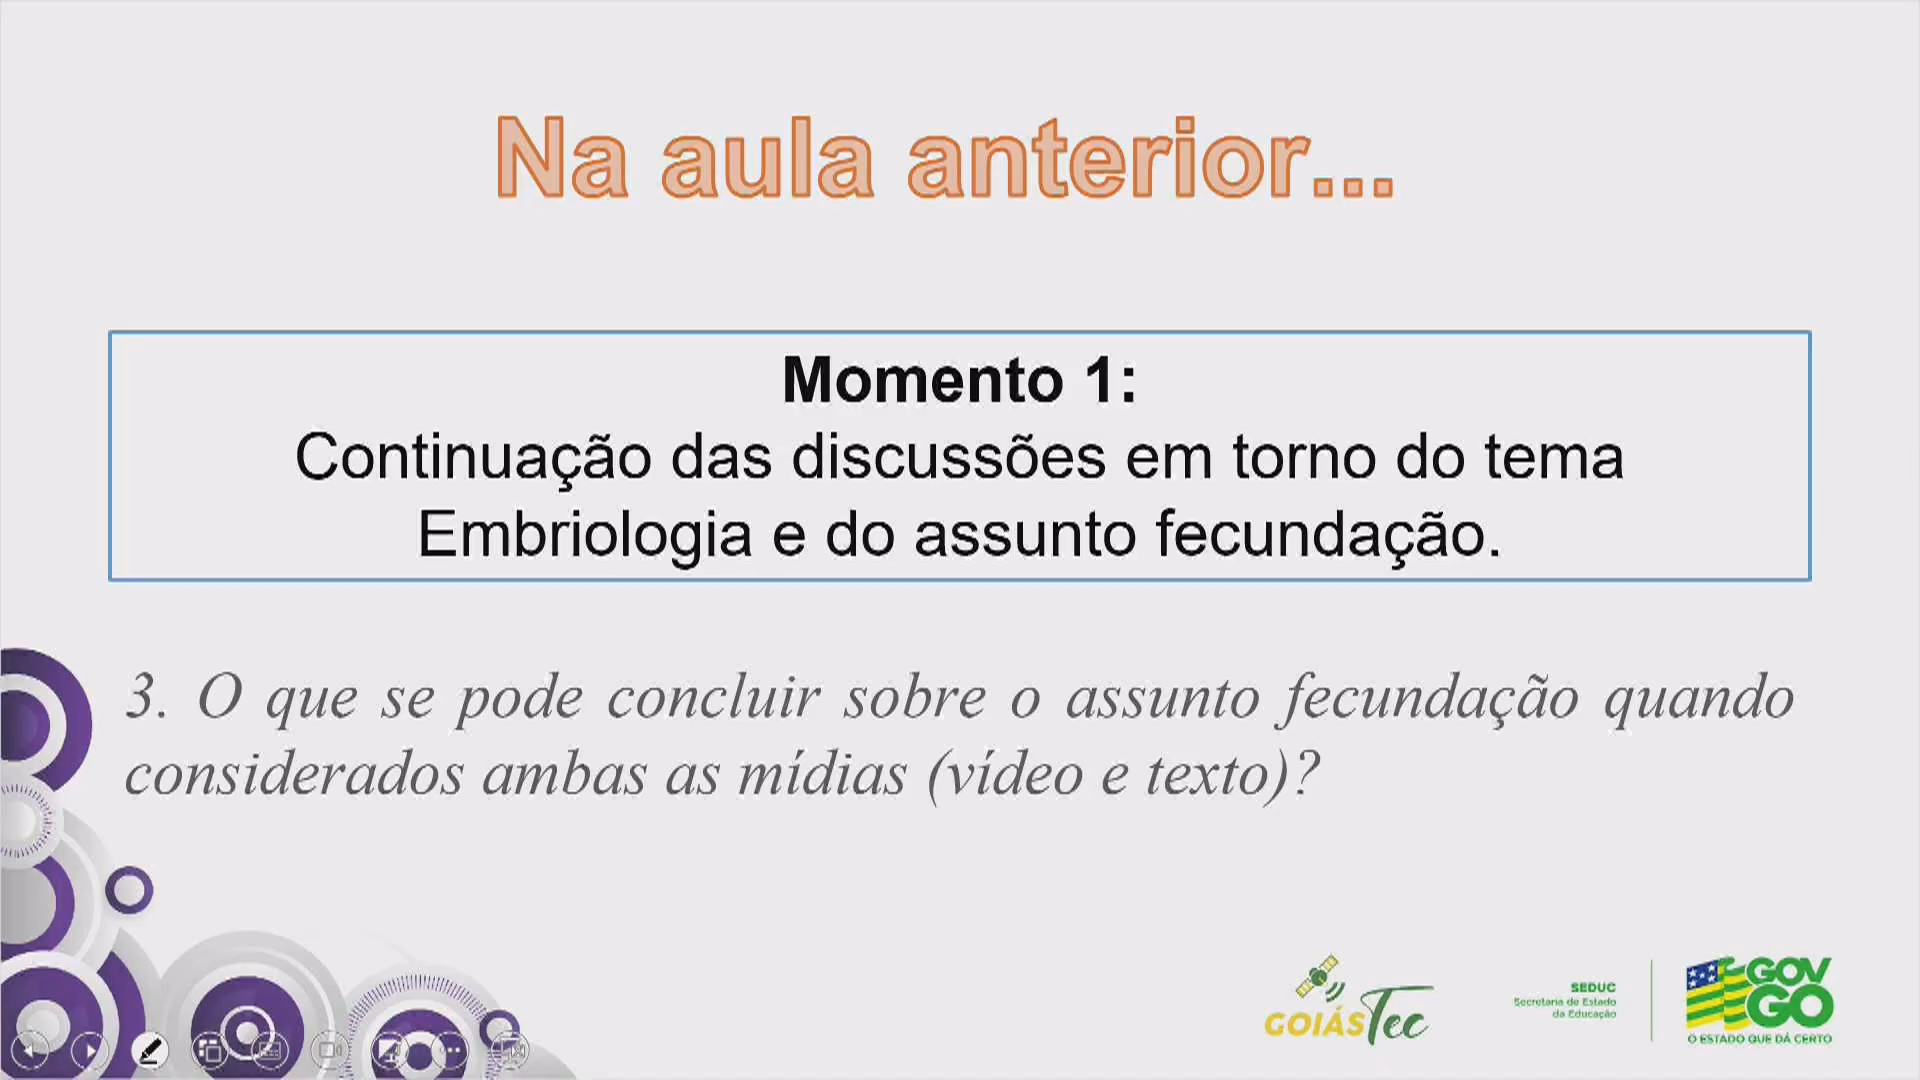 Na aula anterior...
Momento 1:
Continuação das discussões em torno do tema
Embriologia e do assunto fecundação.
3. O que se pode concluir sobre o assunto fecundação quando
considerados ambas as mídias (vídeo e texto)?
GOIÁSTec
SEDUC
Secretaria de Estado
da Educação
GOV
GO
O ESTADO QUE DÁ CERTO